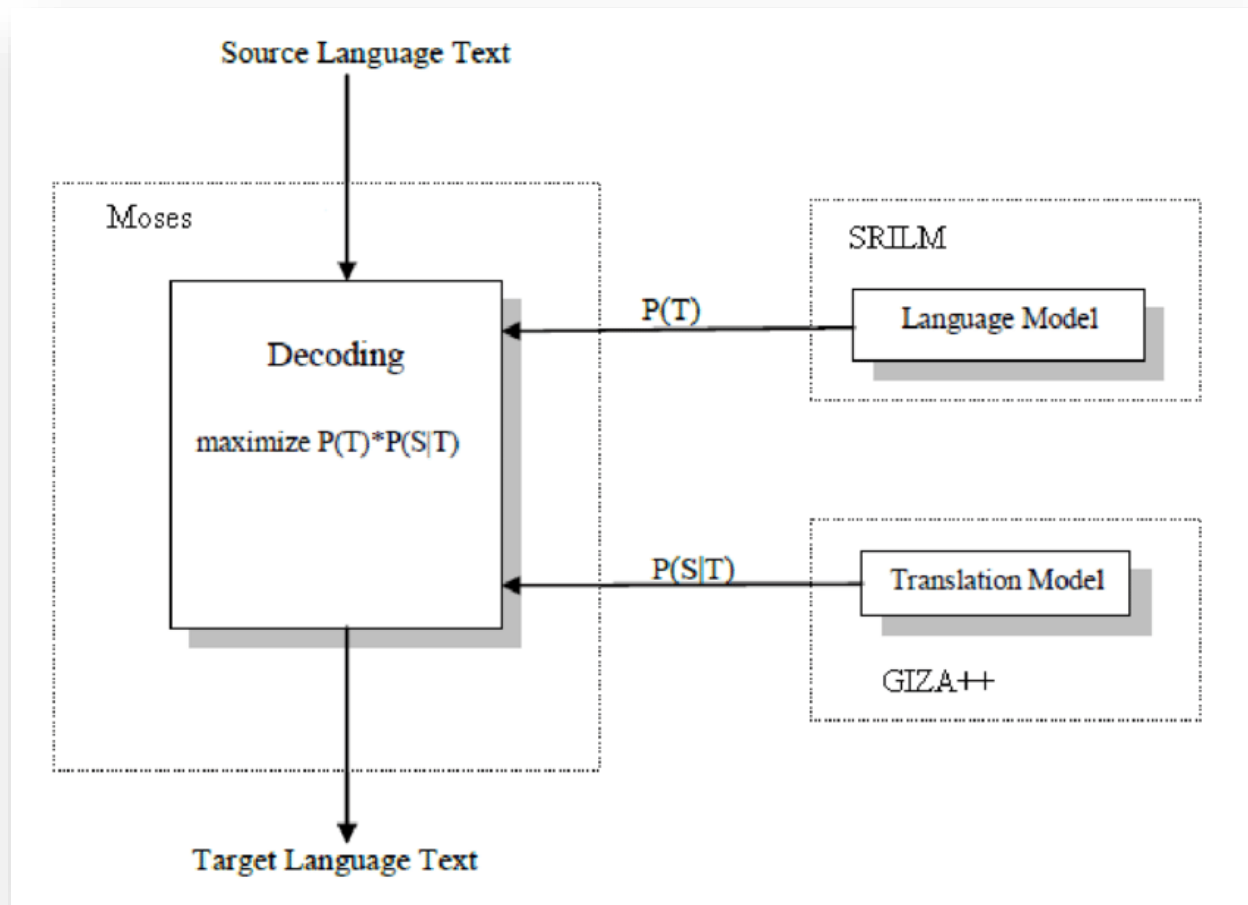 Source Language Text
Moses
SRILM
P(T)
Language Model
Decoding
maximize P(T)*P(S|T)
P(S|T)
Translation Model
GIZA++
Target Language Text